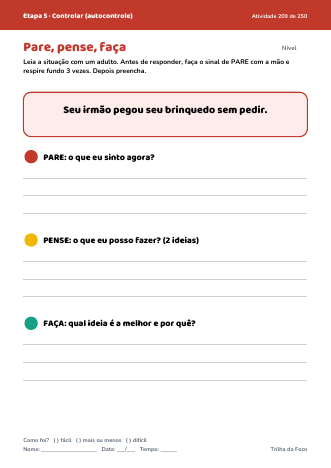 Etapa 5 · Controlar (autocontrole)
Atividade 209 de 250
Pare, pense, faça
Nível
Leia a situação com um adulto. Antes de responder, faça o sinal de PARE com a mão e
respire fundo 3 vezes. Depois preencha.
Seu irmão pegou seu brinquedo sem pedir.
PARE: o que eu sinto agora?
PENSE: o que eu posso fazer? (2 ideias)
FAÇA: qual ideia é a melhor e por quê?
Como foi? ( ) fácil ( ) mais ou menos ( ) difícil
Nome: ____________________ Data: ___/___ Tempo: ______
Trilha do Foco